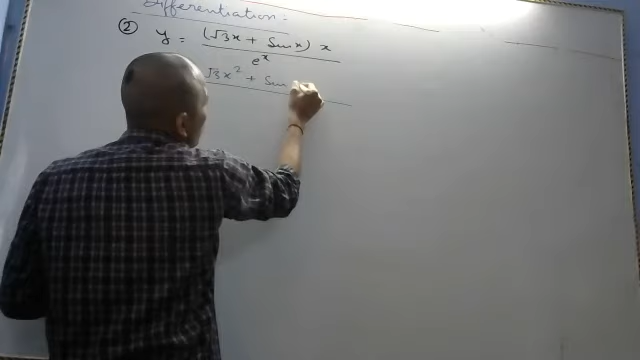 Differentiation:
② y = (√3x + Sin x) x
e^x
√3x² + Sin